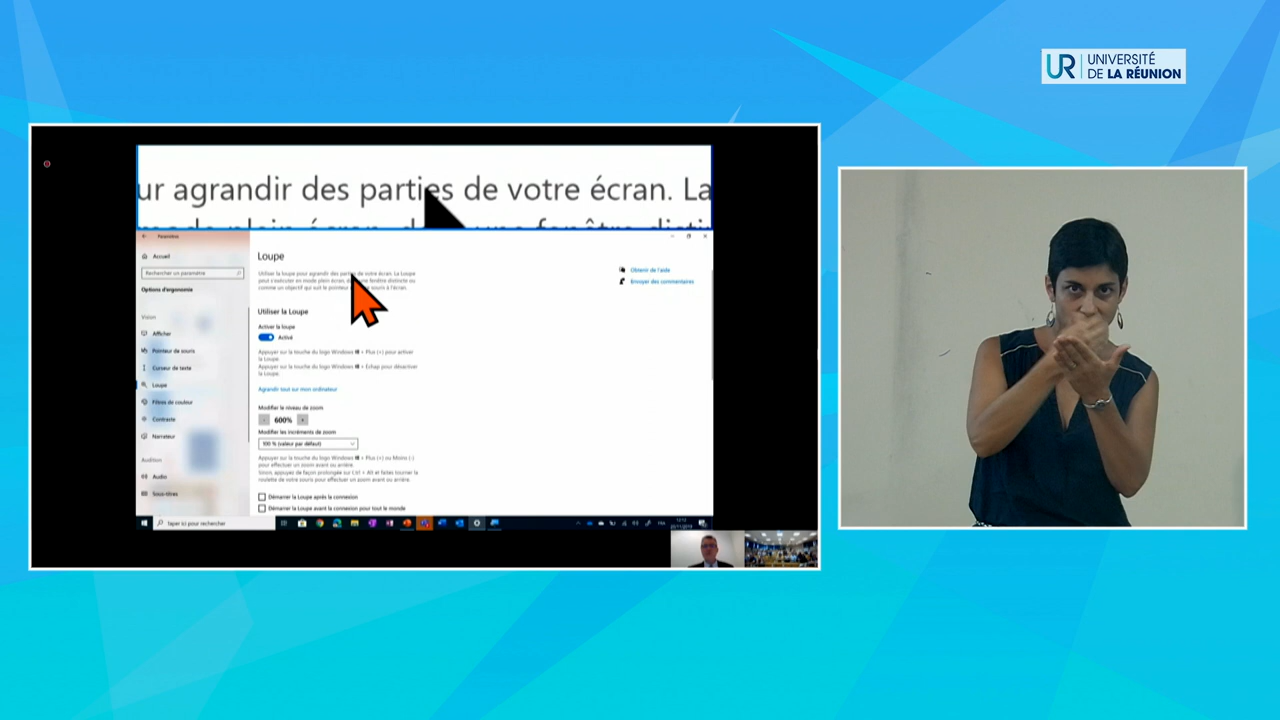 UR UNIVERSITÉ
DE LA RÉUNION
ur agrandir des parties de votre écran. La
Paramètres
Accueil
Rechercher un paramètre
Options d'ergonomie
Vision
Afficher
Pointeur de souris
Curseur de texte
Loupe
Filtres de couleur
Contraste
Narrateur
Audition
Audio
Sous-titres
Loupe
Utiliser la loupe pour agrandir des parties de votre écran. La Loupe
peut s'exécuter en mode plein écran, une fenêtre distincte ou
comme un objectif qui suit le pointeur souris à l'écran.
Utiliser la Loupe
Activer la loupe
Activé
Appuyer sur la touche du logo Windows + Plus (+) pour activer
la Loupe.
Appuyer sur la touche du logo Windows + Echap pour désactiver
la Loupe.
Agrandir tout sur mon ordinateur
Modifier le niveau de zoom
- 600% +
Modifier les incréments de zoom
100 % (valeur par défaut)
Appuyer sur la touche du logo Windows + Plus (+) ou Moins (-)
pour effectuer un zoom avant ou arrière.
Sinon, appuyez de façon prolongée sur Ctrl + Alt et faites tourner la
roulette de votre souris pour effectuer un zoom avant ou arrière.
Démarrer la Loupe après la connexion
Démarrer la Loupe avant la connexion pour tout le monde
Obtenir de l'aide
Envoyer des commentaires
Taper ici pour rechercher